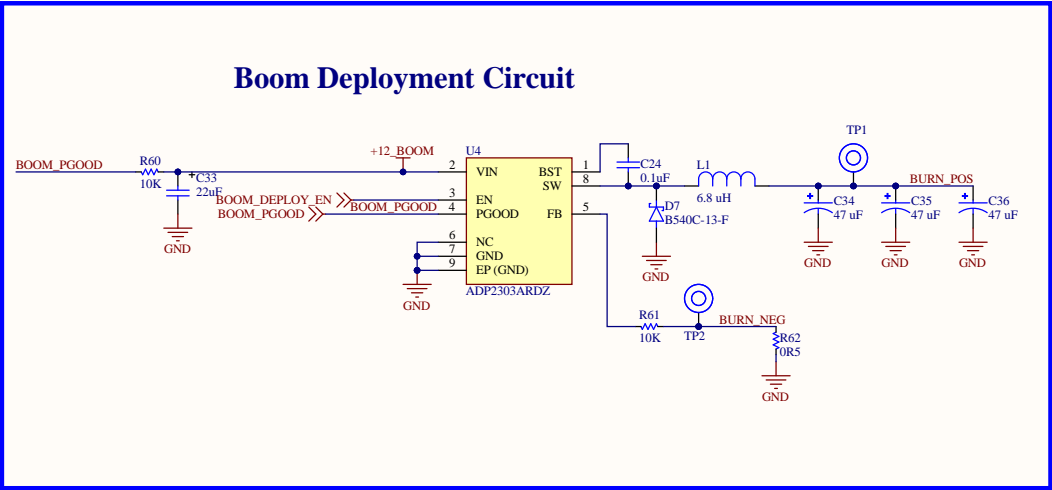 Boom Deployment Circuit
TP1
BOOM_PGOOD
R60
10K
+C33
22uF
+12_BOOM
BOOM_DEPLOY_EN
BOOM_PGOOD
BOOM_PGOOD
U4
2 VIN
3 EN
4 PGOOD
6 NC
7 GND
9 EP (GND)
BST 1
SW 8
FB 5
ADP2303ARDZ
C24
0.1uF
L1
6.8 uH
D7
B540C-13-F
BURN_POS
+ C34
47 uF
+ C35
47 uF
+ C36
47 uF
GND
GND
GND
GND
GND
GND
R61
10K
TP2
BURN_NEG
R62
0R5
GND